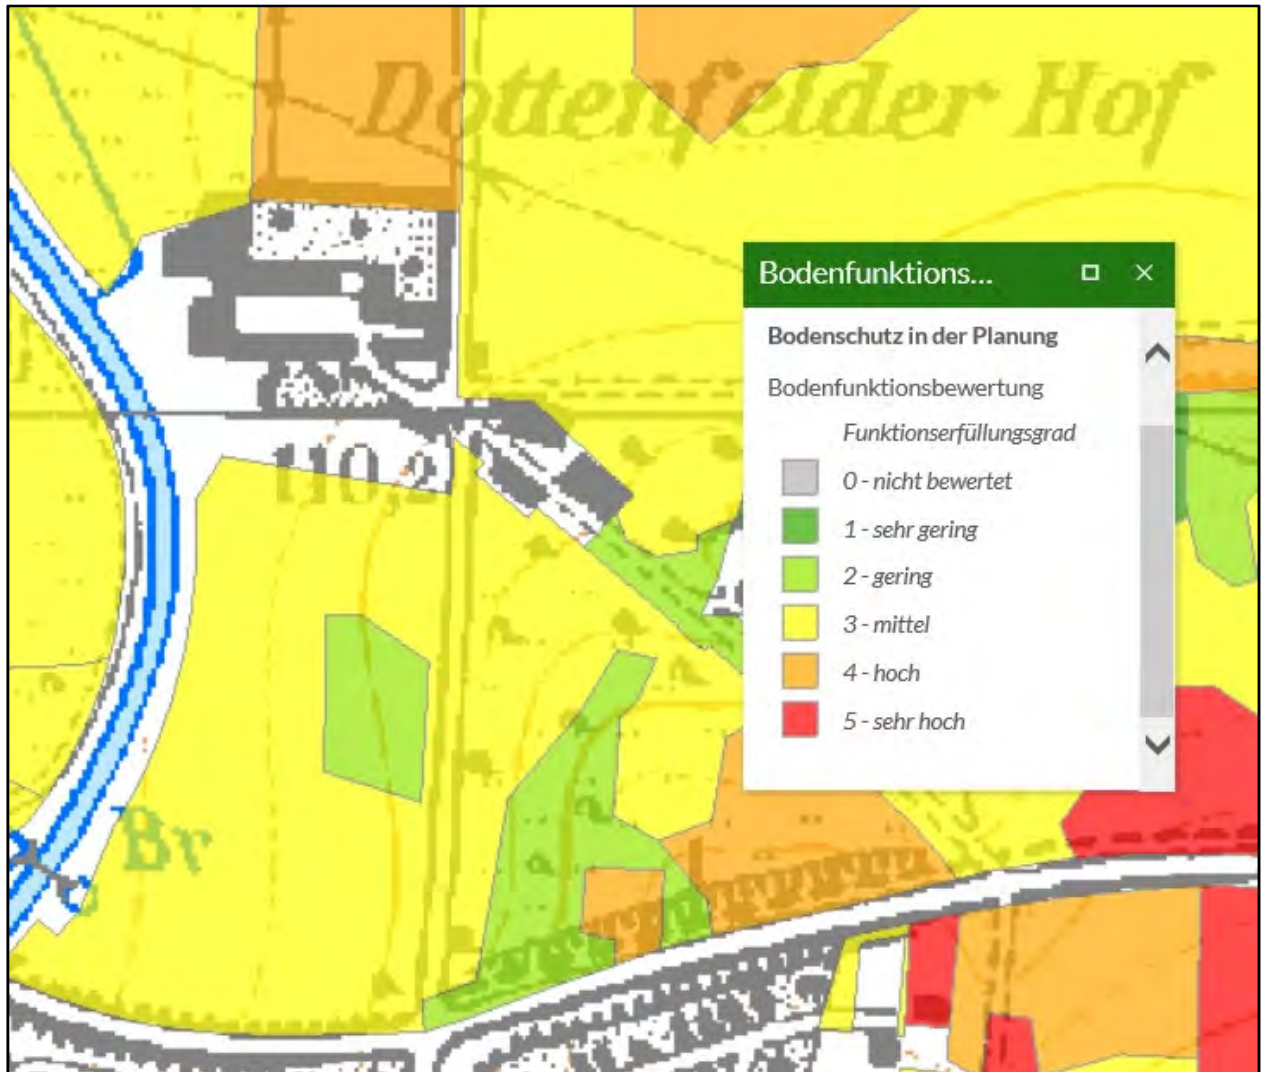 Dottenfelder Hof
Bodenfunktions...
Bodenschutz in der Planung
Bodenfunktionsbewertung
Funktionserfüllungsgrad
0 - nicht bewertet
1 - sehr gering
2 - gering
3 - mittel
4 - hoch
5 - sehr hoch
110,2
Br